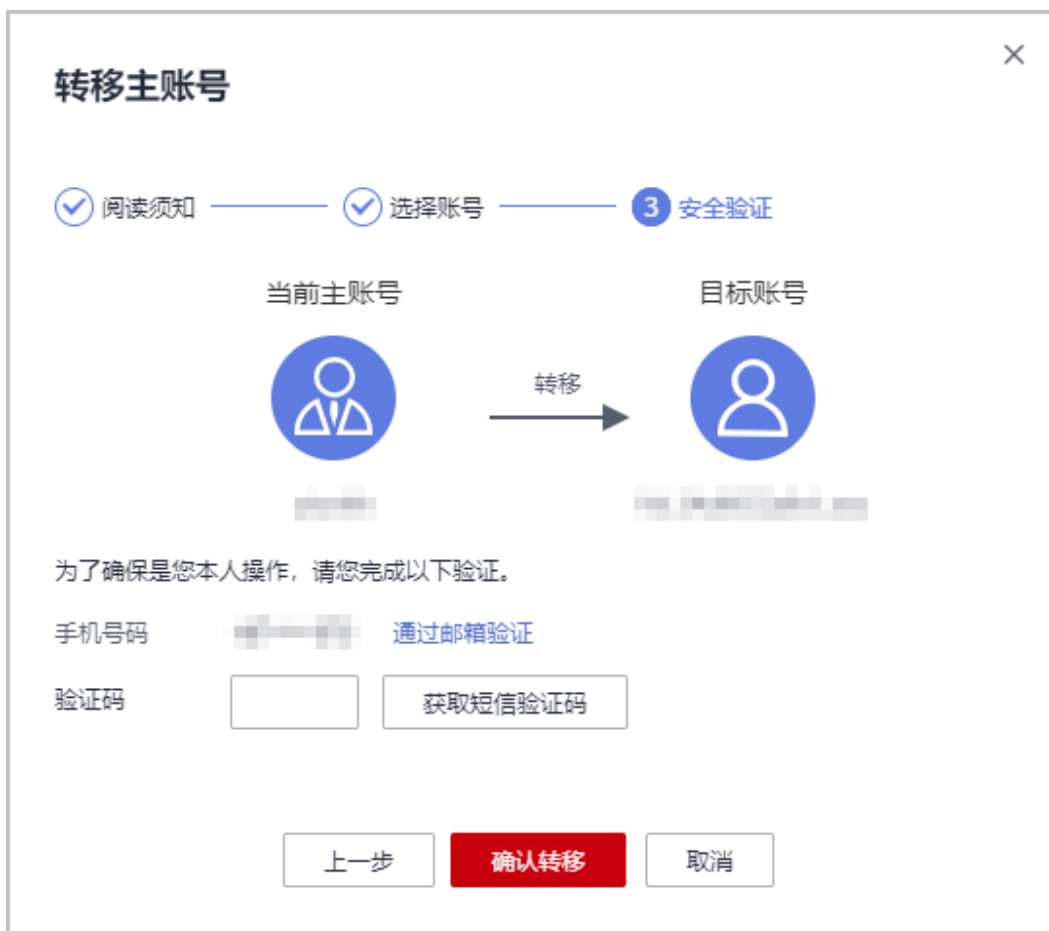 转移主账号
阅读须知 选择账号 3 安全验证
当前主账号 目标账号
转移
为了确保是您本人操作，请您完成以下验证。
手机号码 通过邮箱验证
验证码 获取短信验证码
上一步 确认转移 取消